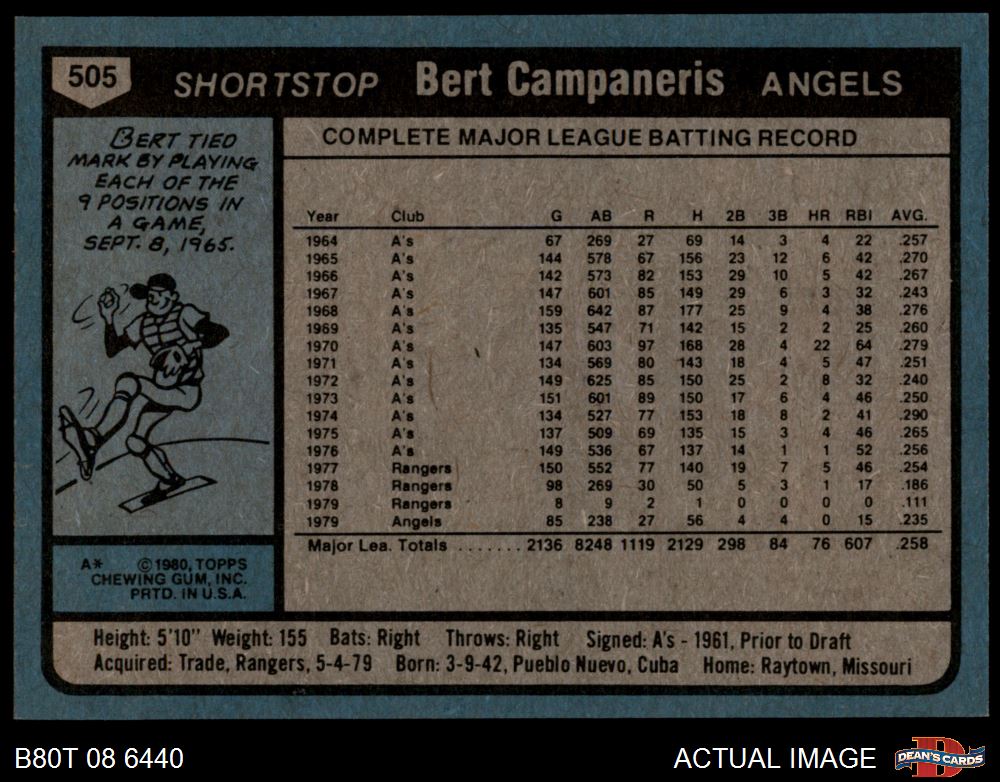 505 SHORTSTOP Bert Campaneris ANGELS
BERT TIED
MARK BY PLAYING
EACH OF THE
9 POSITIONS IN
A GAME,
SEPT. 8, 1965.
COMPLETE MAJOR LEAGUE BATTING RECORD
Year Club G AB R H 2B 3B HR RBI AVG.
1964 A's 67 269 27 69 14 3 4 22 .257
1965 A's 144 578 67 156 23 12 6 42 .270
1966 A's 142 573 82 153 29 10 5 42 .267
1967 A's 147 601 85 149 29 6 3 32 .243
1968 A's 159 642 87 177 25 9 4 38 .276
1969 A's 135 547 71 142 15 2 2 25 .260
1970 A's 147 603 97 168 28 4 22 64 .279
1971 A's 134 569 80 143 18 4 5 47 .251
1972 A's 149 625 85 150 25 2 8 32 .240
1973 A's 151 601 89 150 17 6 4 46 .250
1974 A's 134 527 77 153 18 8 2 41 .290
1975 A's 137 509 69 135 15 3 4 46 .265
1976 A's 149 536 67 137 14 1 1 52 .256
1977 Rangers 150 552 77 140 19 7 5 46 .254
1978 Rangers 98 269 30 50 5 3 1 17 .186
1979 Rangers 8 9 2 1 0 0 0 0 .111
1979 Angels 85 238 27 56 4 4 0 15 .235
Major Lea. Totals ....... 2136 8248 1119 2129 298 84 76 607 .258
A* ©1980, TOPPS
CHEWING GUM, INC.
PRTD. IN U.S.A.
Height: 5'10" Weight: 155 Bats: Right Throws: Right Signed: A's - 1961, Prior to Draft
Acquired: Trade, Rangers, 5-4-79 Born: 3-9-42, Pueblo Nuevo, Cuba Home: Raytown, Missouri
B80T 08 6440 ACTUAL IMAGE D DEAN'S CARDS